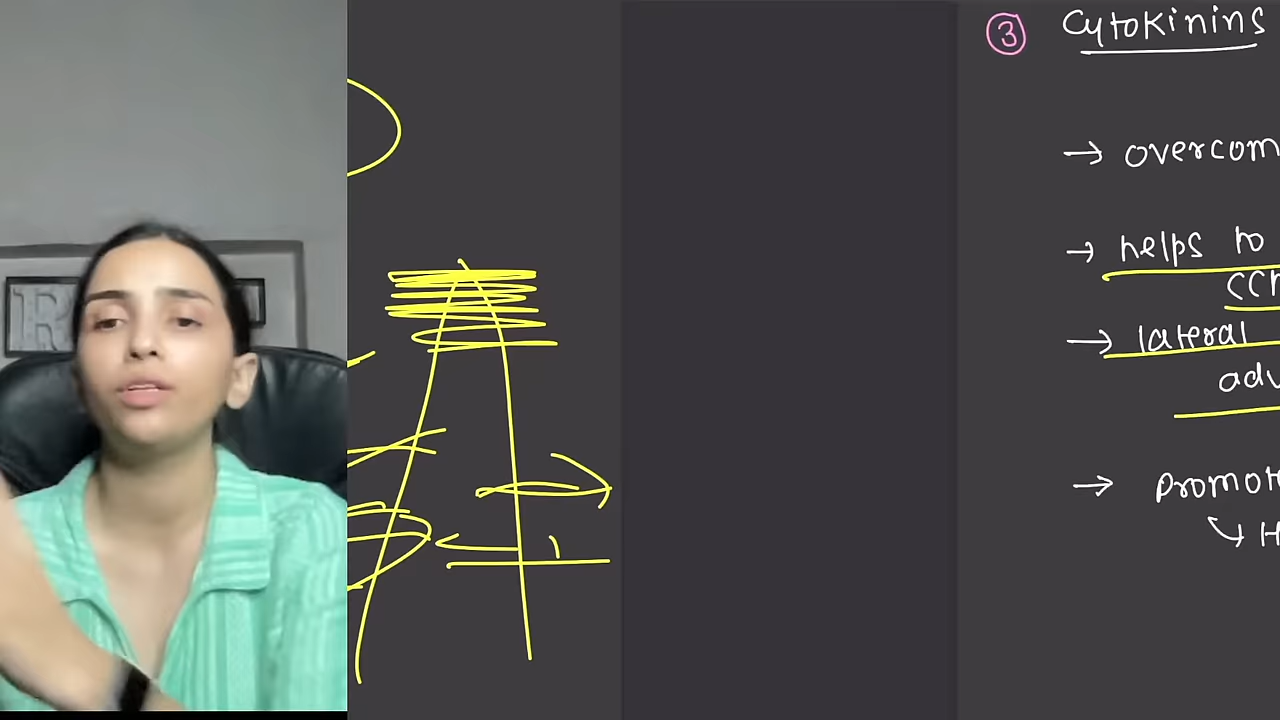 ③ Cytokinins
→ overcom
→ helps to
→ lateral
adv
→ Promot
↳ H